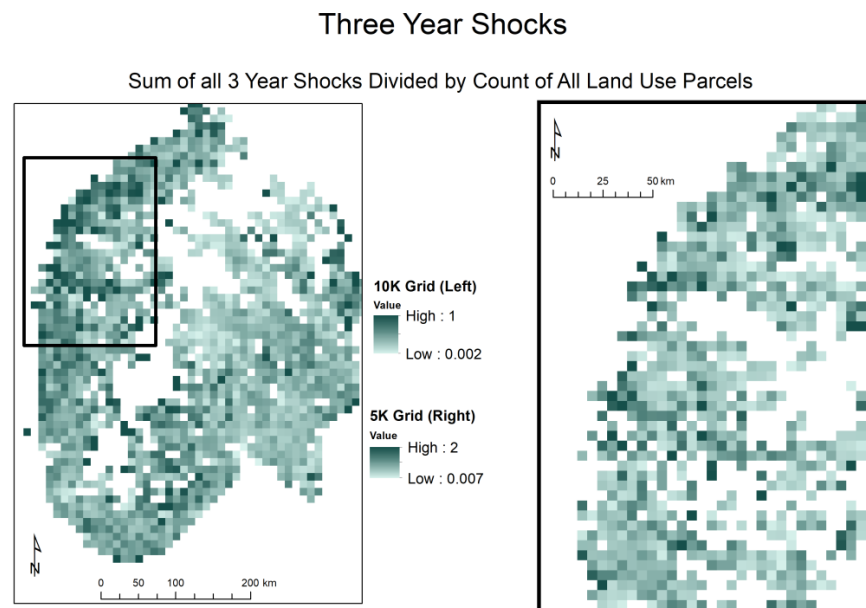 Three Year Shocks
Sum of all 3 Year Shocks Divided by Count of All Land Use Parcels
N
0 25 50 km
10K Grid (Left)
Value
High : 1
Low : 0.002
5K Grid (Right)
Value
High : 2
Low : 0.007
N
0 50 100 200 km